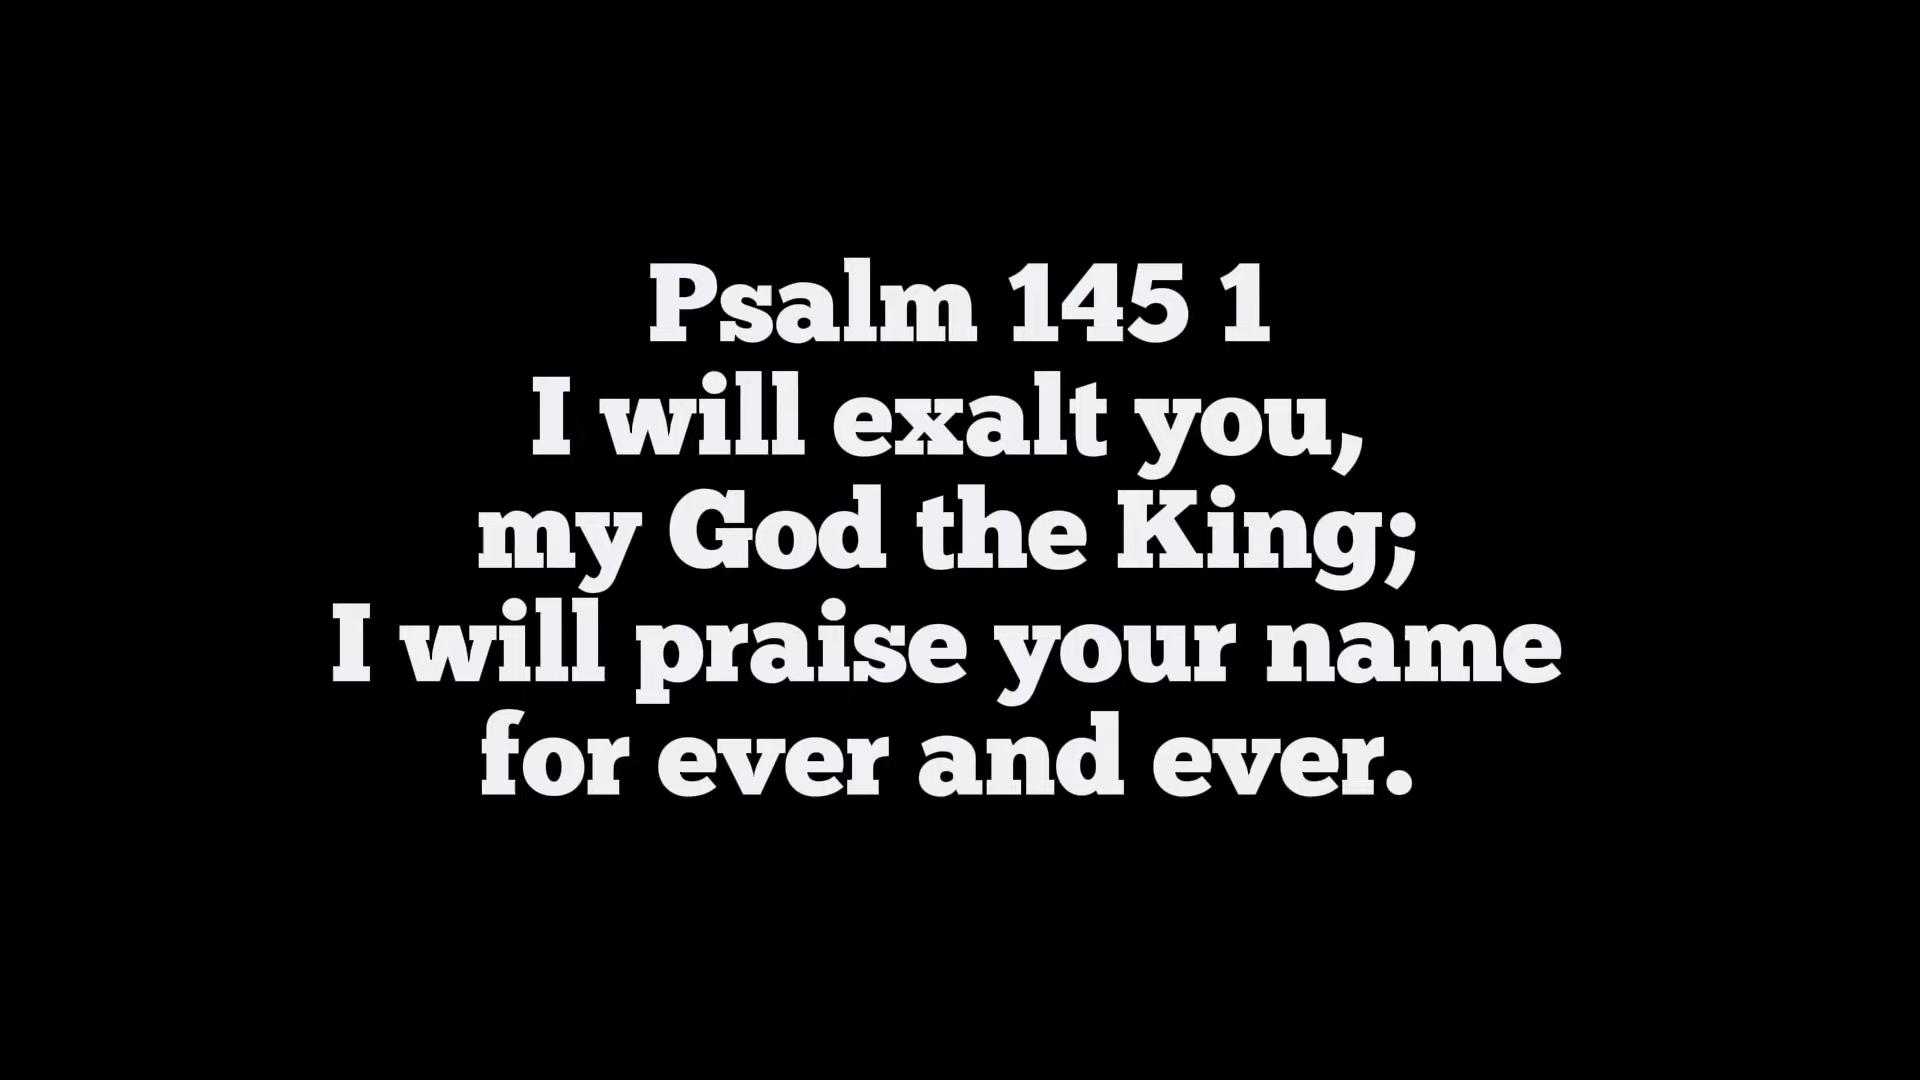 Psalm 145 1
I will exalt you,
my God the King;
I will praise your name
for ever and ever.